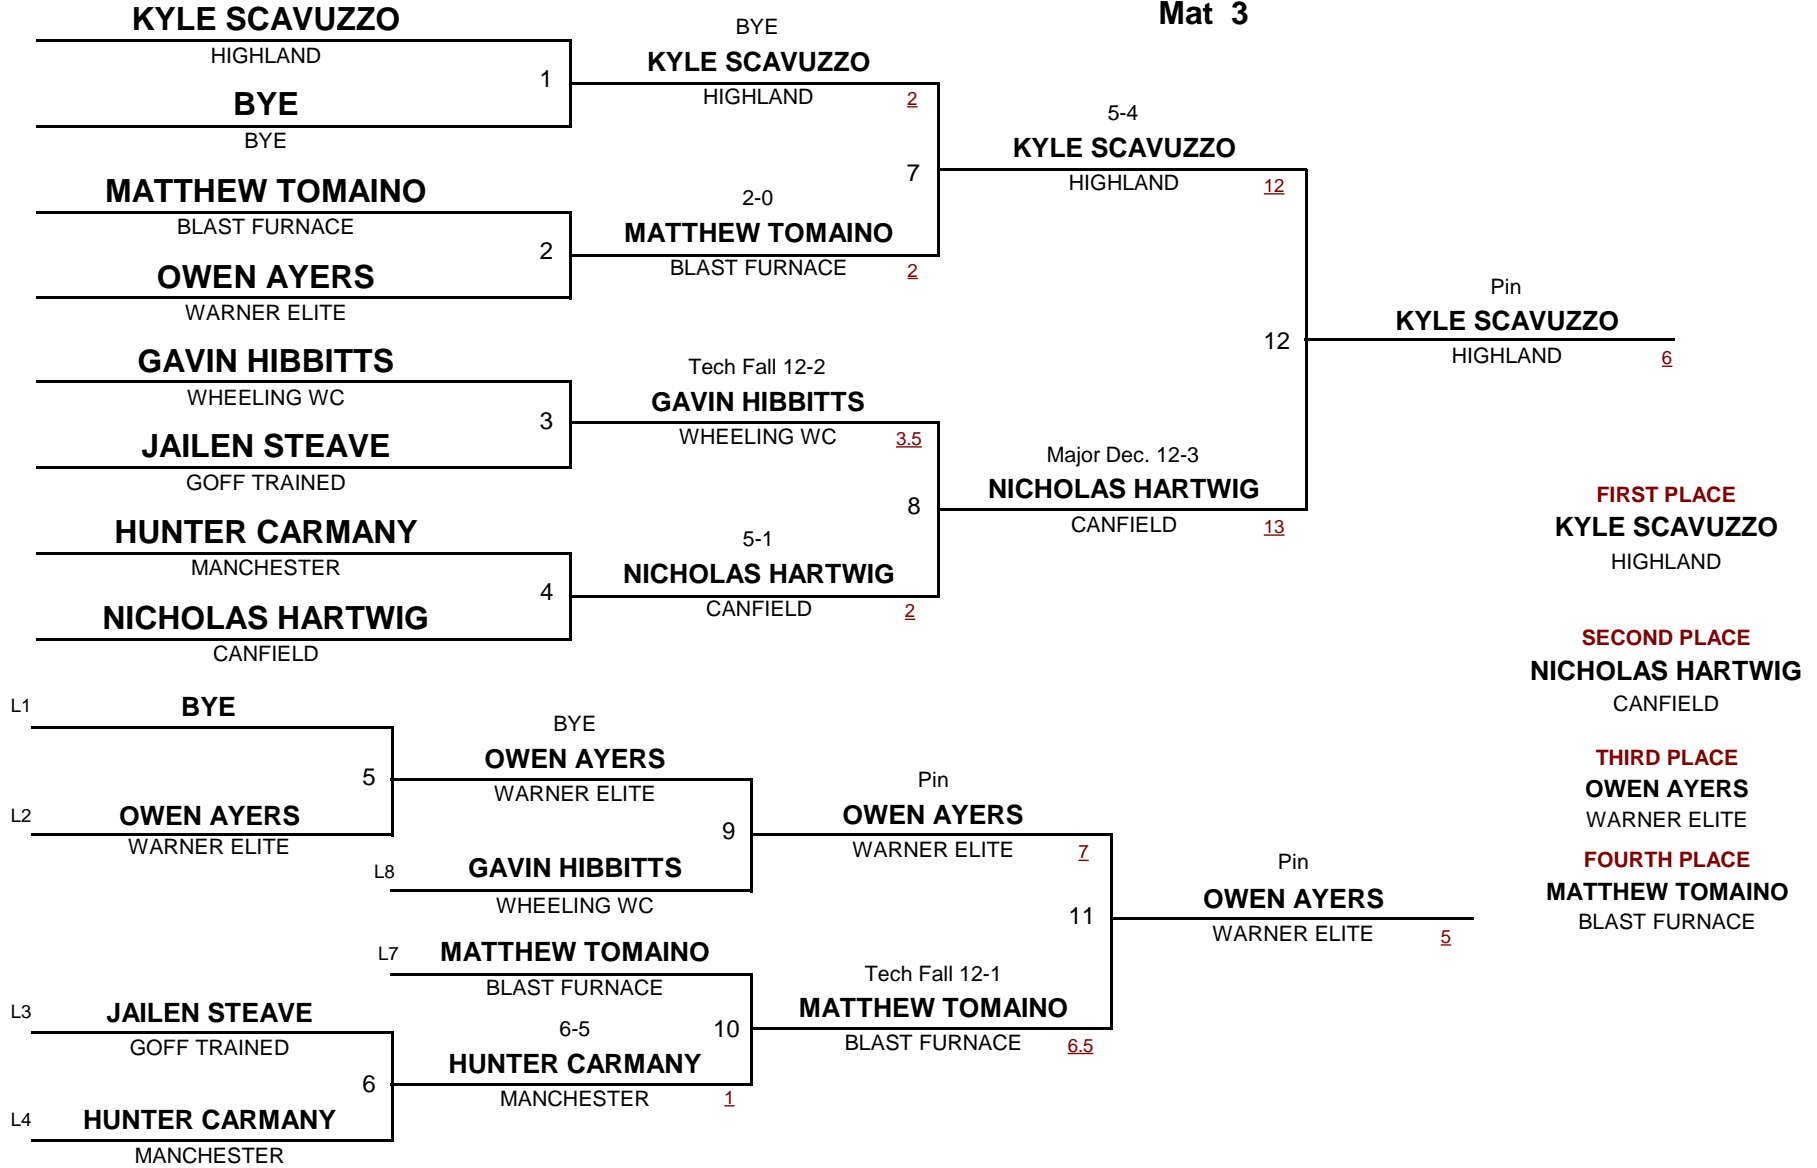 Mat 3
KYLE SCAVUZZO
HIGHLAND
1
BYE
BYE
BYE
KYLE SCAVUZZO
HIGHLAND
2
MATTHEW TOMAINO
BLAST FURNACE
2
OWEN AYERS
WARNER ELITE
2-0
MATTHEW TOMAINO
BLAST FURNACE
2
7
5-4
KYLE SCAVUZZO
HIGHLAND
12
GAVIN HIBBITTS
WHEELING WC
3
JAILEN STEAVE
GOFF TRAINED
Tech Fall 12-2
GAVIN HIBBITTS
WHEELING WC
3.5
HUNTER CARMANY
MANCHESTER
4
NICHOLAS HARTWIG
CANFIELD
5-1
NICHOLAS HARTWIG
CANFIELD
2
8
Major Dec. 12-3
NICHOLAS HARTWIG
CANFIELD
13
12
Pin
KYLE SCAVUZZO
HIGHLAND
6
FIRST PLACE
KYLE SCAVUZZO
HIGHLAND
SECOND PLACE
NICHOLAS HARTWIG
CANFIELD
THIRD PLACE
OWEN AYERS
WARNER ELITE
FOURTH PLACE
MATTHEW TOMAINO
BLAST FURNACE
L1
BYE
5
L2
OWEN AYERS
WARNER ELITE
BYE
OWEN AYERS
WARNER ELITE
9
L8
GAVIN HIBBITTS
WHEELING WC
Pin
OWEN AYERS
WARNER ELITE
7
L7
MATTHEW TOMAINO
BLAST FURNACE
L3
JAILEN STEAVE
GOFF TRAINED
6
L4
HUNTER CARMANY
MANCHESTER
6-5
HUNTER CARMANY
MANCHESTER
1
10
Tech Fall 12-1
MATTHEW TOMAINO
BLAST FURNACE
6.5
11
Pin
OWEN AYERS
WARNER ELITE
5